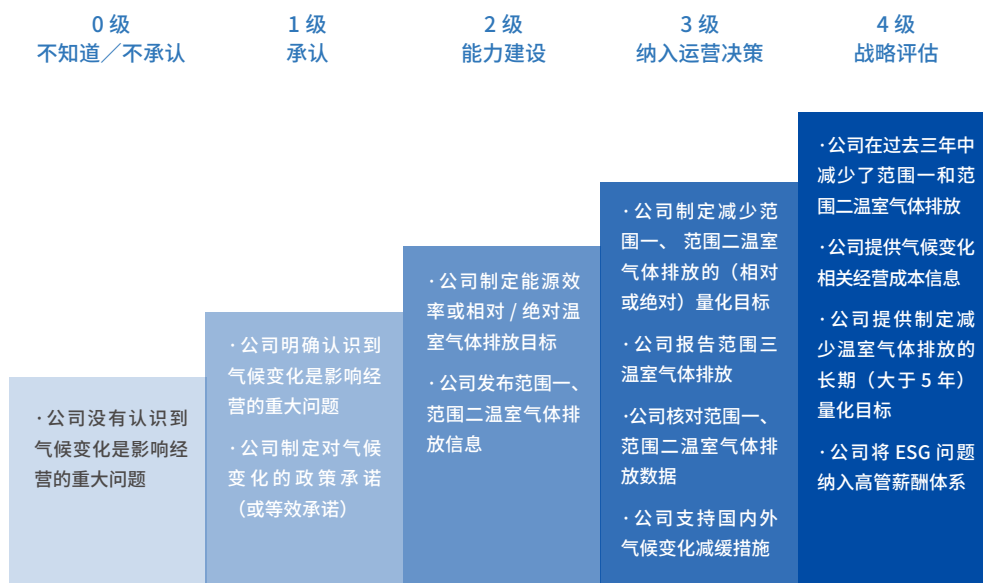 0 级
不知道／不承认
1 级
承认
2 级
能力建设
3 级
纳入运营决策
4 级
战略评估
·公司没有认识到
气候变化是影响经
营的重大问题
·公司明确认识到
气候变化是影响经
营的重大问题
·公司制定对气候
变化的政策承诺
（或等效承诺）
·公司制定能源效
率或相对 / 绝对温
室气体排放目标
·公司发布范围一、
范围二温室气体排
放信息
·公司制定减少范
围一、 范围二温室
气体排放的（相对
或绝对）量化目标
·公司报告范围三
温室气体排放
·公司核对范围一、
范围二温室气体排
放数据
·公司支持国内外
气候变化减缓措施
·公司在过去三年中
减少了范围一和范
围二温室气体排放
·公司提供气候变化
相关经营成本信息
·公司提供制定减
少温室气体排放的
长期（大于 5 年）
量化目标
·公司将 ESG 问题
纳入高管薪酬体系